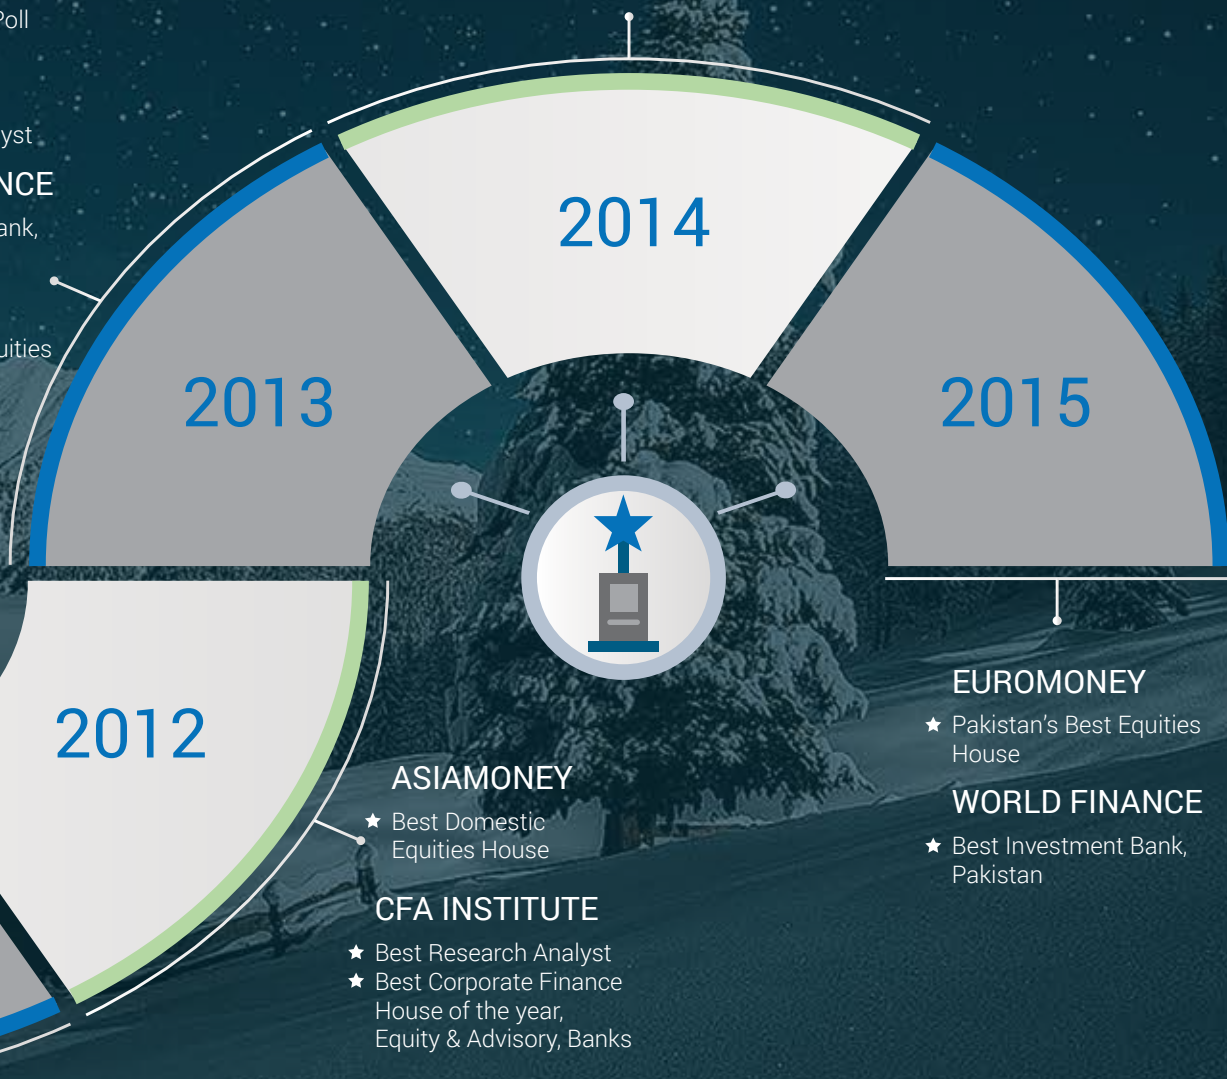 Poll
yst
NCE
ank,
uities
2014
2013
2015
2012
ASIAMONEY
Best Domestic
Equities House
CFA INSTITUTE
Best Research Analyst
Best Corporate Finance
House of the year,
Equity & Advisory, Banks
EUROMONEY
Pakistan's Best Equities
House
WORLD FINANCE
Best Investment Bank,
Pakistan